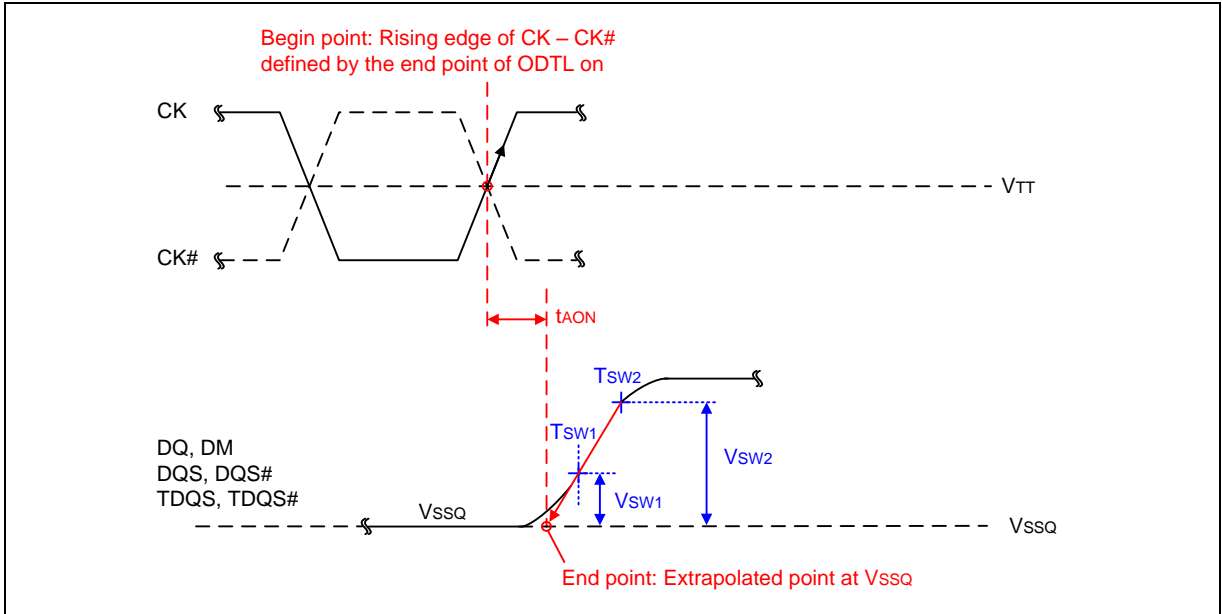 Begin point: Rising edge of CK – CK#
defined by the end point of ODTL on
CK
VTT
CK#
tAON
TSW2
TSW1
DQ, DM
DQS, DQS#
TDQS, TDQS#
VSW2
VSW1
VSSQ
VSSQ
End point: Extrapolated point at VSSQ